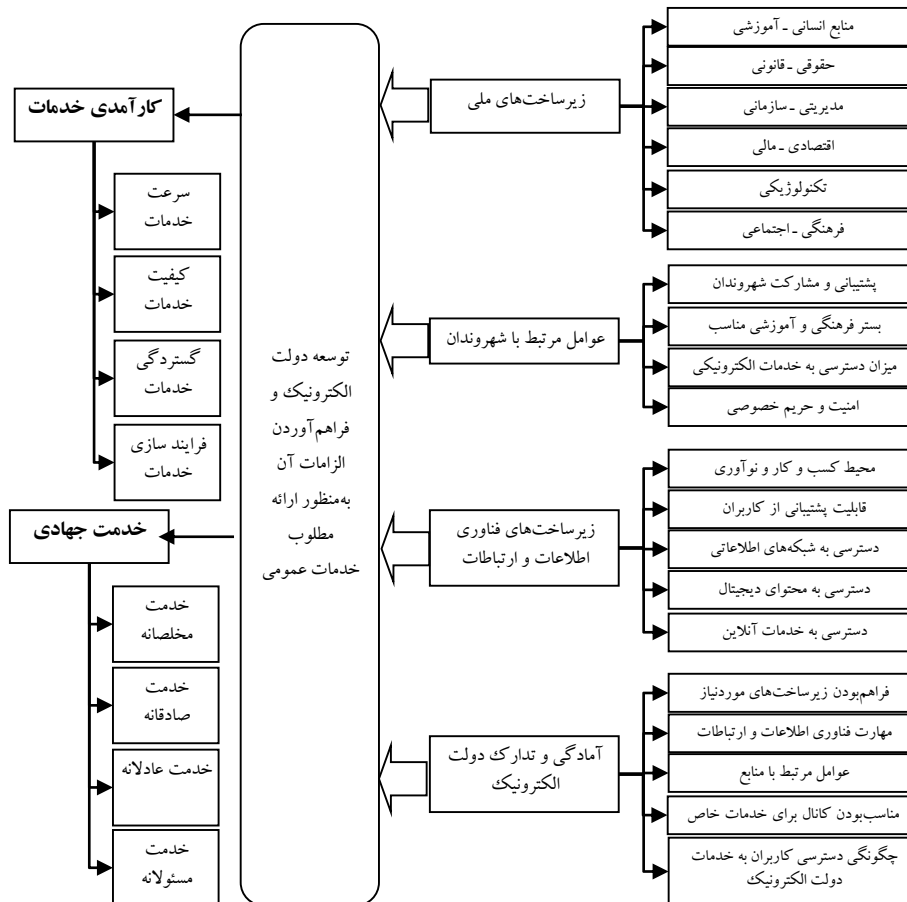 منابع انسانی ـ آموزشی
حقوقی ـ قانونی
مدیریتی ـ سازمانی
اقتصادی ـ مالی
تکنولوژیکی
فرهنگی ـ اجتماعی
زیرساخت‌های ملی
پشتیبانی و مشارکت شهروندان
بستر فرهنگی و آموزشی مناسب
میزان دسترسی به خدمات الکترونیکی
امنیت و حریم خصوصی
عوامل مرتبط با شهروندان
محیط کسب و کار و نوآوری
قابلیت پشتیبانی از کاربران
دسترسی به شبکه‌های اطلاعاتی
دسترسی به محتوای دیجیتال
دسترسی به خدمات آنلاین
زیرساخت‌های فناوری
اطلاعات و ارتباطات
فراهم‌بودن زیرساخت‌های موردنیاز
مهارت فناوری اطلاعات و ارتباطات
عوامل مرتبط با منابع
مناسب‌بودن کانال برای خدمات خاص
چگونگی دسترسی کاربران به خدمات
دولت الکترونیک
آمادگی و تدارک دولت
الکترونیک
توسعه دولت
الکترونیک و
فراهم‌آوردن
الزامات آن
به‌منظور ارائه
مطلوب
خدمات عمومی
کارآمدی خدمات
سرعت
خدمات
کیفیت
خدمات
گستردگی
خدمات
فرایند سازی
خدمات
خدمت جهادی
خدمت
مخلصانه
خدمت
صادقانه
خدمت عادلانه
خدمت
مسئولانه